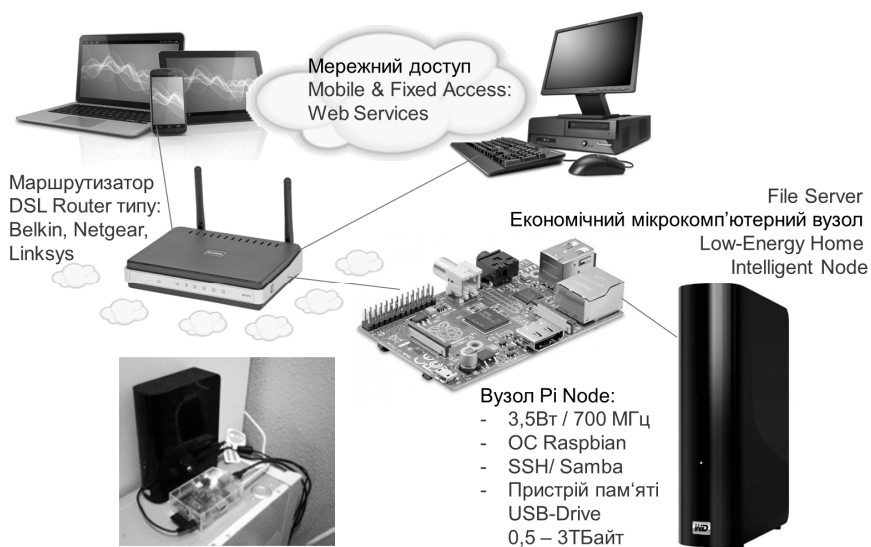 Мережний доступ
Mobile & Fixed Access:
Web Services
Маршрутизатор
DSL Router типу:
Belkin, Netgear,
Linksys
File Server
Економічний мікрокомп’ютерний вузол
Low-Energy Home
Intelligent Node
Вузол Pi Node:
- 3,5Вт / 700 МГц
- ОС Raspbian
- SSH/ Samba
- Пристрій пам‘яті
USB-Drive
0,5 – 3ТБайт
WD